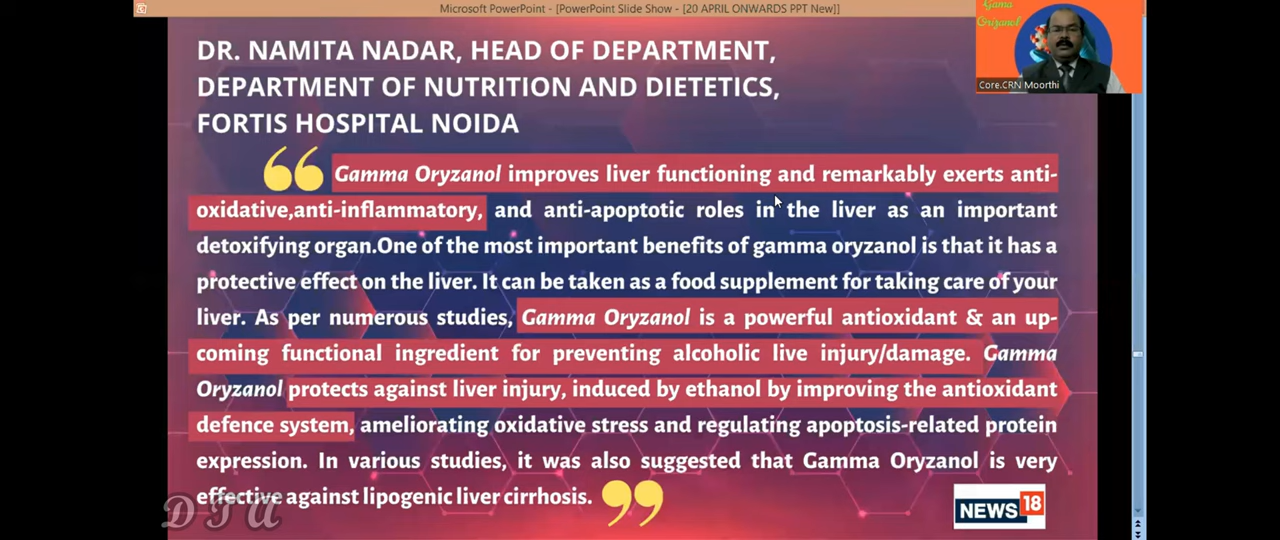 Microsoft PowerPoint - [PowerPoint Slide Show - [20 APRIL ONWARDS PPT New]]
Gama
Orizanol
Core.CRN Moorthi
DR. NAMITA NADAR, HEAD OF DEPARTMENT,
DEPARTMENT OF NUTRITION AND DIETETICS,
FORTIS HOSPITAL NOIDA
“ Gamma Oryzanol improves liver functioning and remarkably exerts anti-
oxidative,anti-inflammatory, and anti-apoptotic roles in the liver as an important
detoxifying organ.One of the most important benefits of gamma oryzanol is that it has a
protective effect on the liver. It can be taken as a food supplement for taking care of your
liver. As per numerous studies, Gamma Oryzanol is a powerful antioxidant & an up-
coming functional ingredient for preventing alcoholic live injury/damage. Gamma
Oryzanol protects against liver injury, induced by ethanol by improving the antioxidant
defence system, ameliorating oxidative stress and regulating apoptosis-related protein
expression. In various studies, it was also suggested that Gamma Oryzanol is very
effective against lipogenic liver cirrhosis. ”
DJA
NEWS 18